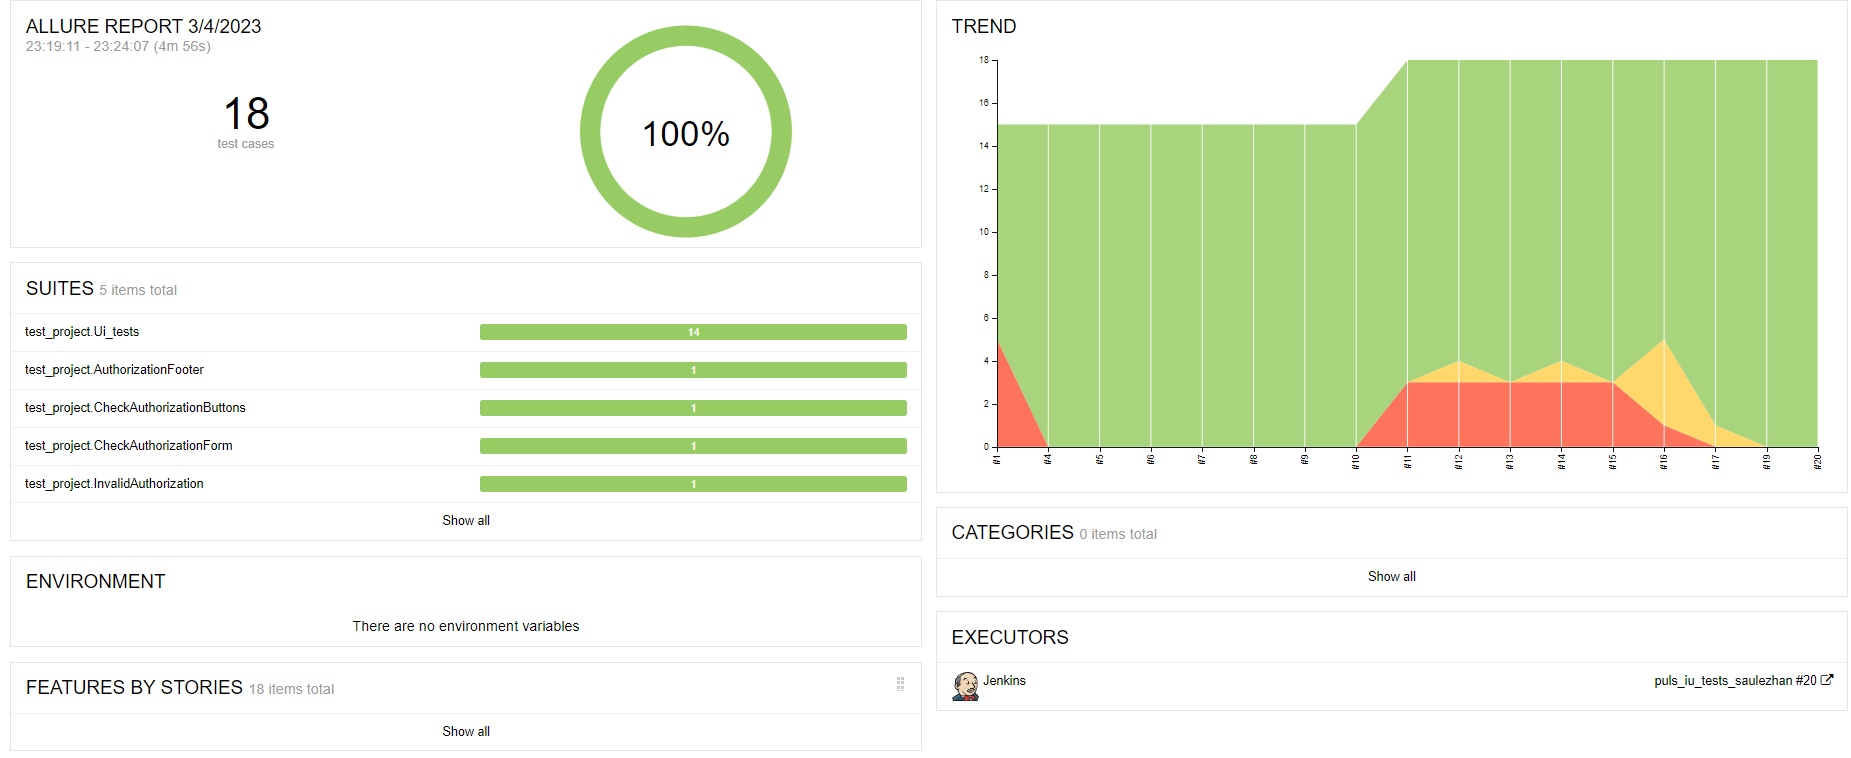 ALLURE REPORT 3/4/2023
23:19:11 - 23:24:07 (4m 56s)
18
test cases
100%
SUITES 5 items total
test_project.Ui_tests 14
test_project.AuthorizationFooter 1
test_project.CheckAuthorizationButtons 1
test_project.CheckAuthorizationForm 1
test_project.InvalidAuthorization 1
Show all
ENVIRONMENT
There are no environment variables
FEATURES BY STORIES 18 items total
Show all
TREND
18
16
14
12
10
8
6
4
2
0
#1 #4 #5 #6 #7 #8 #9 #10 #11 #12 #13 #14 #15 #16 #17 #19 #20
CATEGORIES 0 items total
Show all
EXECUTORS
Jenkins puls_iu_tests_saulezhan #20